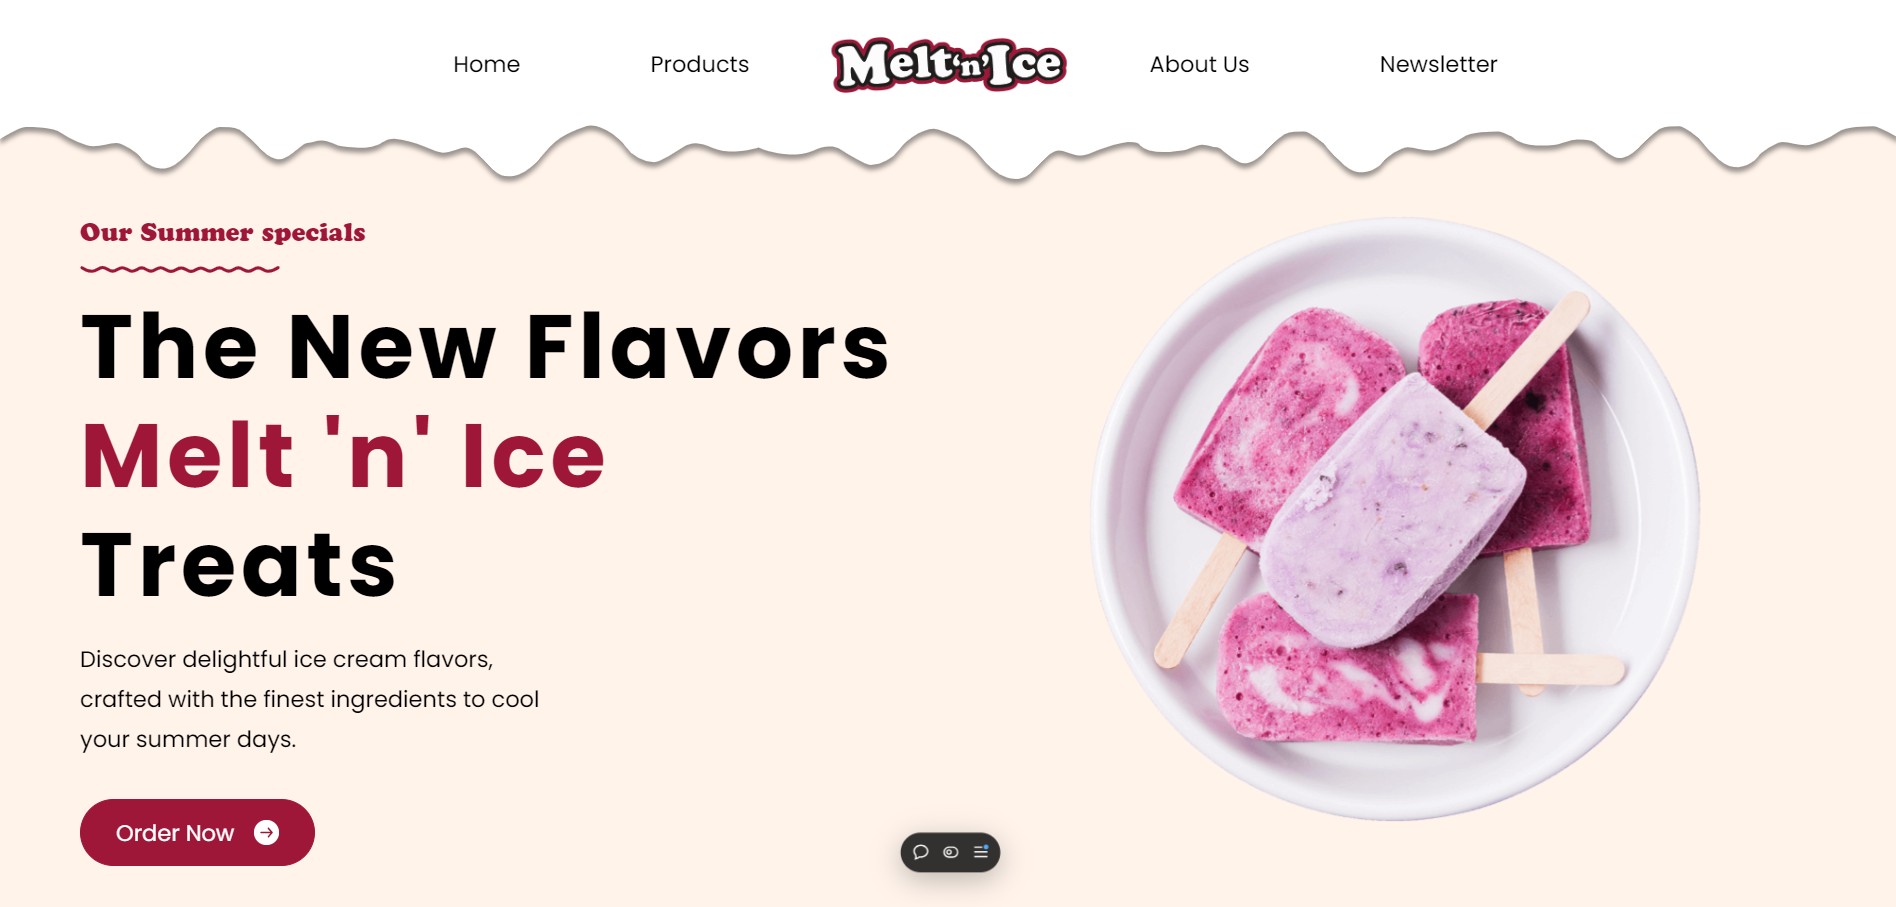 Home
Products
Melt 'n' Ice
About Us
Newsletter
Our Summer specials
The New Flavors
Melt 'n' Ice
Treats
Discover delightful ice cream flavors,
crafted with the finest ingredients to cool
your summer days.
Order Now